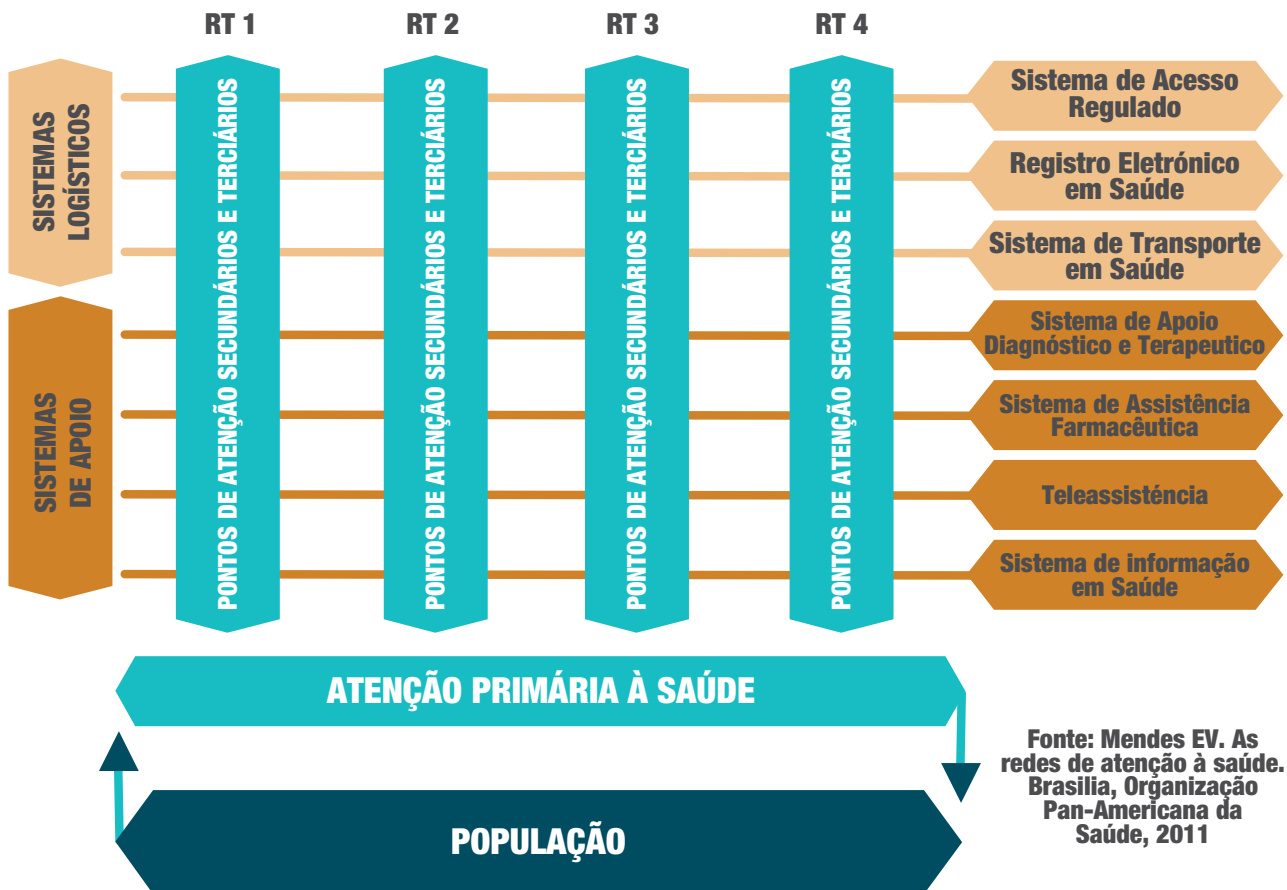 RT 1
RT 2
RT 3
RT 4
SISTEMAS
LOGÍSTICOS
SISTEMAS
DE APOIO
PONTOS DE ATENÇÃO SECUNDÁRIOS E TERCIÁRIOS
PONTOS DE ATENÇÃO SECUNDÁRIOS E TERCIÁRIOS
PONTOS DE ATENÇÃO SECUNDÁRIOS E TERCIÁRIOS
PONTOS DE ATENÇÃO SECUNDÁRIOS E TERCIÁRIOS
Sistema de Acesso
Regulado
Registro Eletrónico
em Saúde
Sistema de Transporte
em Saúde
Sistema de Apoio
Diagnóstico e Terapeutico
Sistema de Assistência
Farmacêutica
Teleassisténcia
Sistema de informação
em Saúde
ATENÇÃO PRIMÁRIA À SAÚDE
POPULAÇÃO
Fonte: Mendes EV. As
redes de atenção à saúde.
Brasilia, Organização
Pan-Americana da
Saúde, 2011